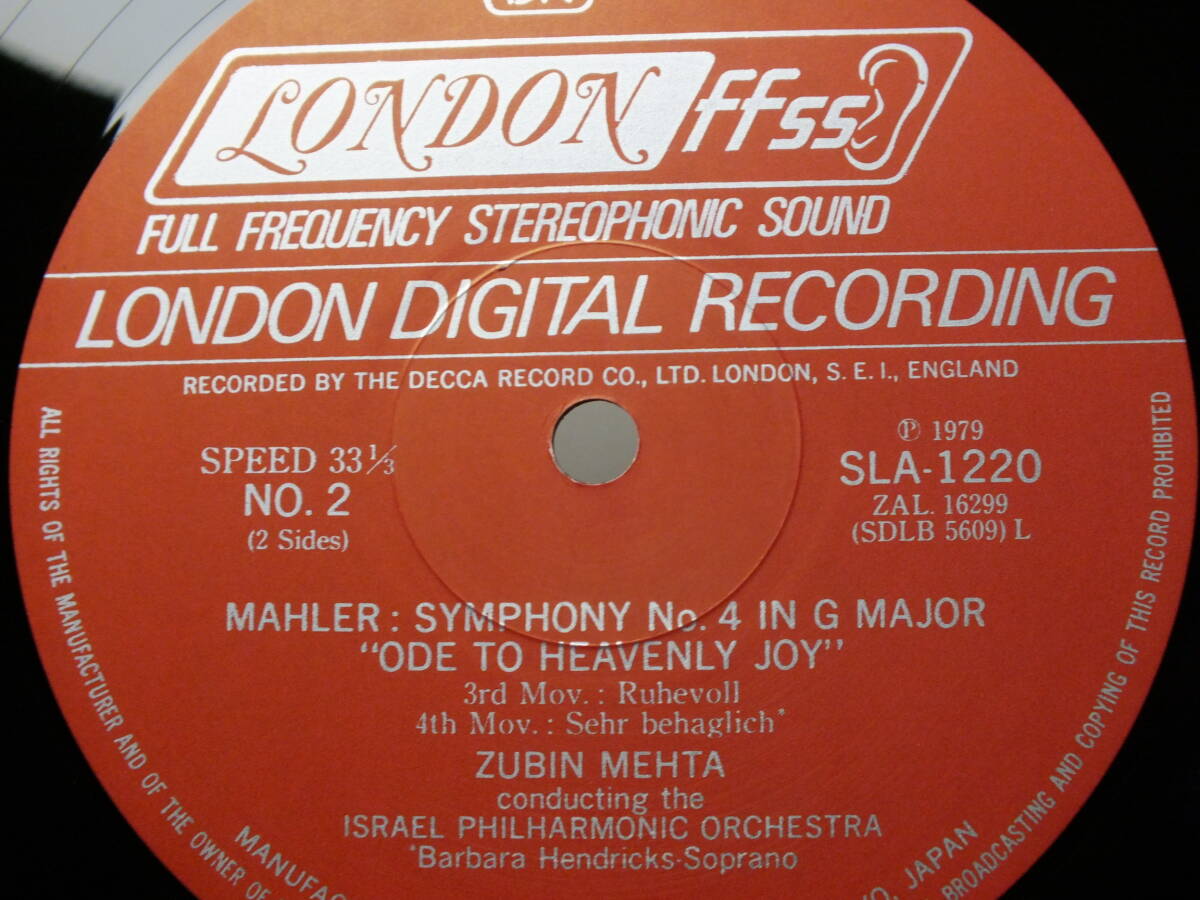 LONDON ffss
FULL FREQUENCY STEREOPHONIC SOUND
LONDON DIGITAL RECORDING
RECORDED BY THE DECCA RECORD CO., LTD. LONDON, S. E. I., ENGLAND
SPEED 33⅓
NO. 2
(2 Sides)
℗ 1979
SLA-1220
ZAL. 16299
(SDLB 5609) L
MAHLER : SYMPHONY No. 4 IN G MAJOR
"ODE TO HEAVENLY JOY"
3rd Mov. : Ruhevoll
4th Mov. : Sehr behaglich*
ZUBIN MEHTA
conducting the
ISRAEL PHILHARMONIC ORCHESTRA
*Barbara Hendricks-Soprano
ALL RIGHTS OF THE MANUFACTURER AND OF THE OWNER OF
BROADCASTING AND COPYING OF THIS RECORD PROHIBITED
JAPAN